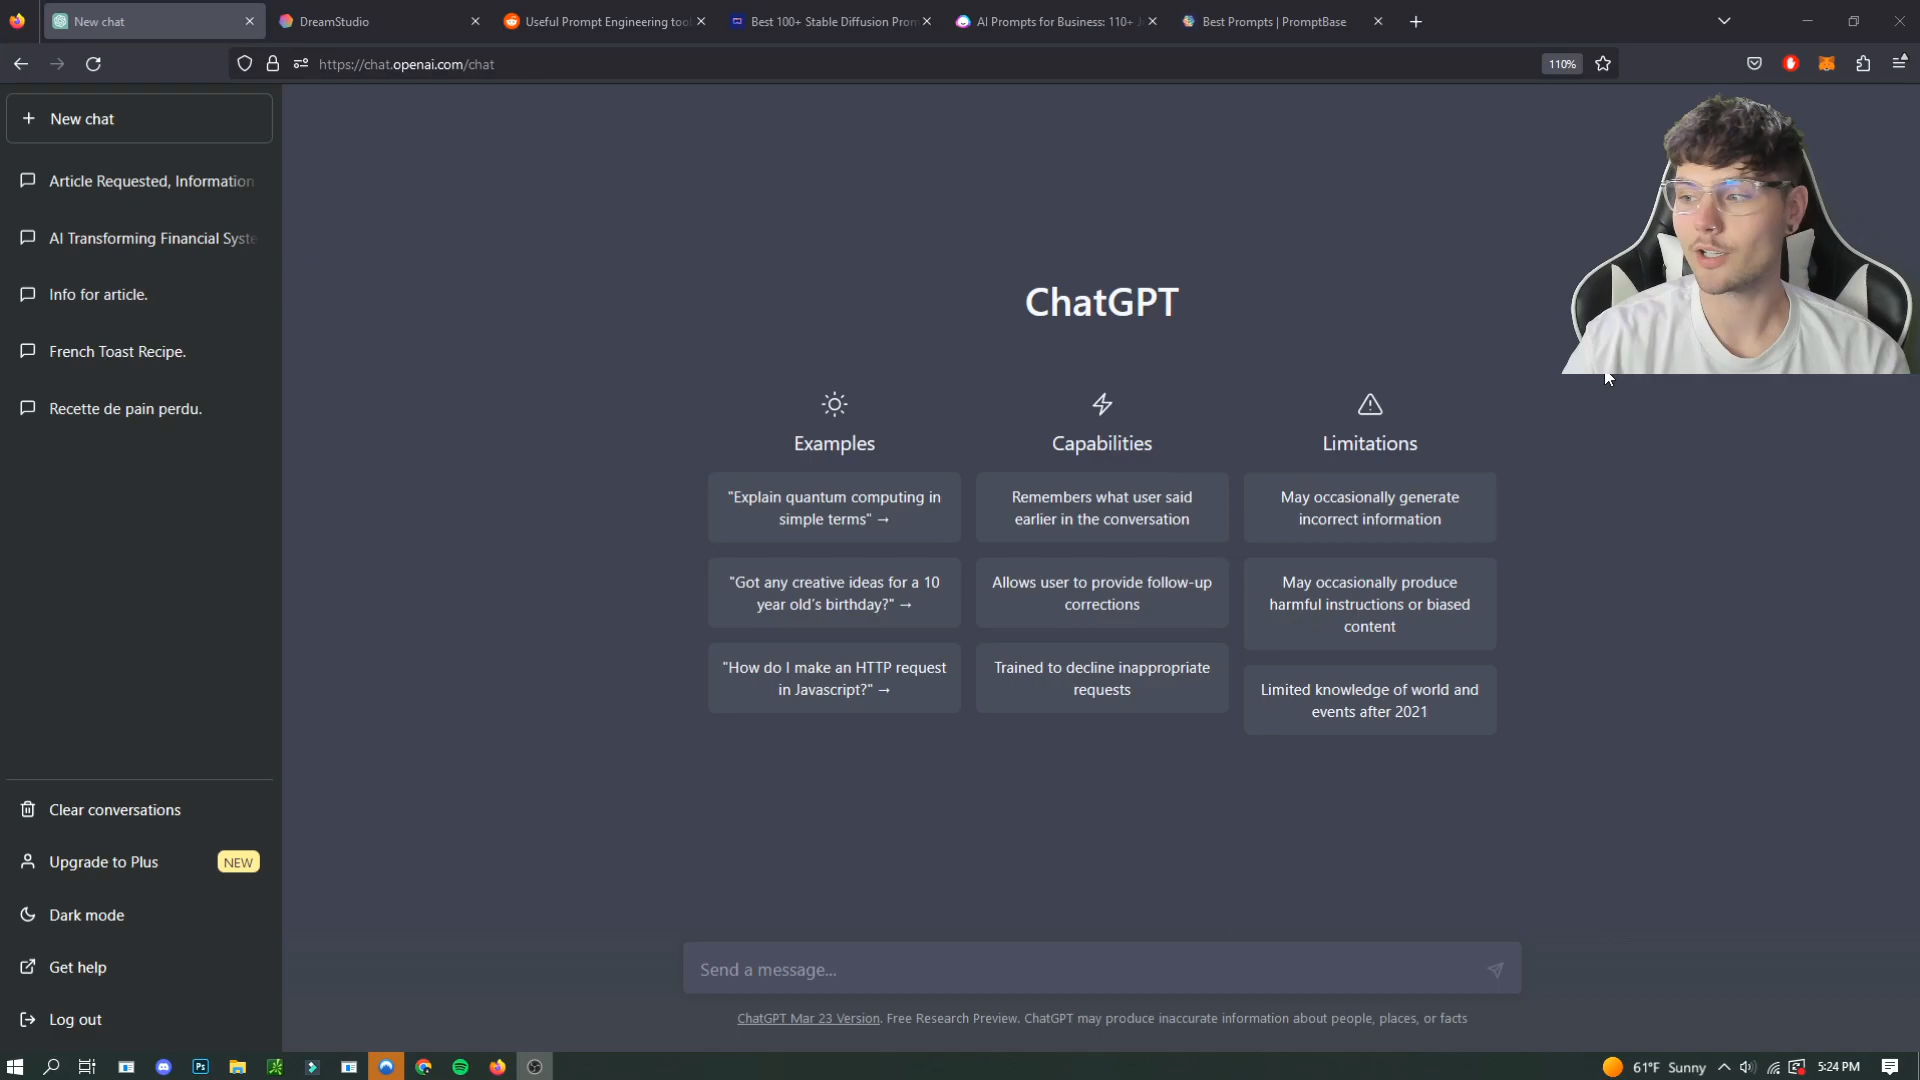 New chat
DreamStudio
Useful Prompt Engineering tool
Best 100+ Stable Diffusion Prom
AI Prompts for Business: 110+
Best Prompts | PromptBase
https://chat.openai.com/chat
110%
New chat
Article Requested, Information
AI Transforming Financial Syste
Info for article.
French Toast Recipe.
Recette de pain perdu.
Clear conversations
Upgrade to Plus
NEW
Dark mode
Get help
Log out
ChatGPT
Examples
"Explain quantum computing in
simple terms" →
"Got any creative ideas for a 10
year old's birthday?" →
"How do I make an HTTP request
in Javascript?" →
Capabilities
Remembers what user said
earlier in the conversation
Allows user to provide follow-up
corrections
Trained to decline inappropriate
requests
Limitations
May occasionally generate
incorrect information
May occasionally produce
harmful instructions or biased
content
Limited knowledge of world and
events after 2021
Send a message...
ChatGPT Mar 23 Version. Free Research Preview. ChatGPT may produce inaccurate information about people, places, or facts
Ps
61°F Sunny
5:24 PM